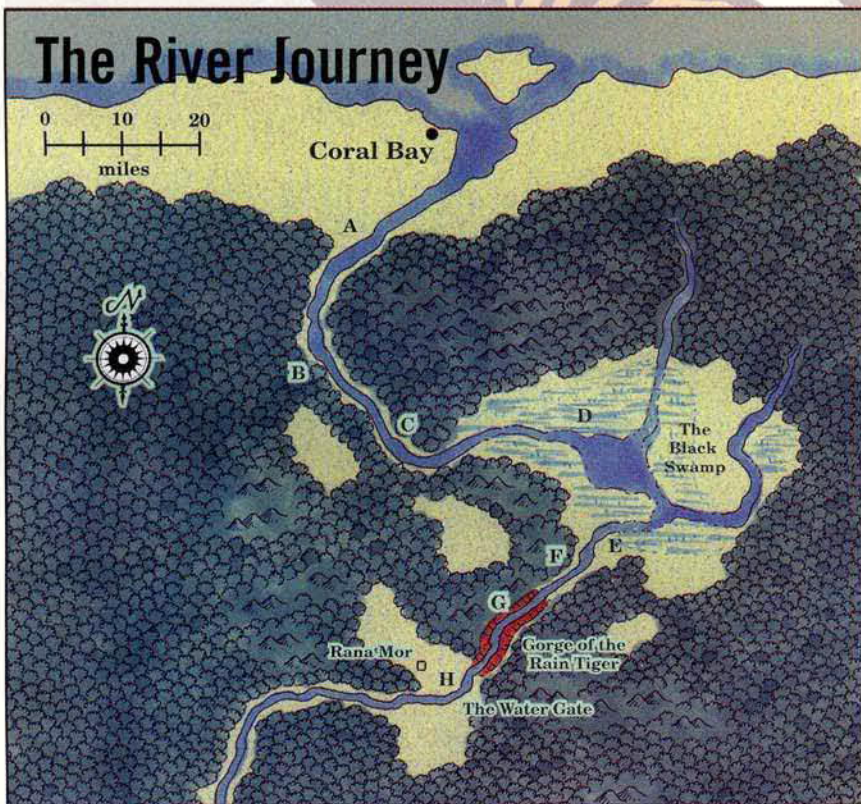 The River Journey
0 10 20
miles
Coral Bay
A
N
B
C
D
The
Black
Swamp
E
F
G
Gorge of the
Rain Tiger
Rana Mor
H
The Water Gate